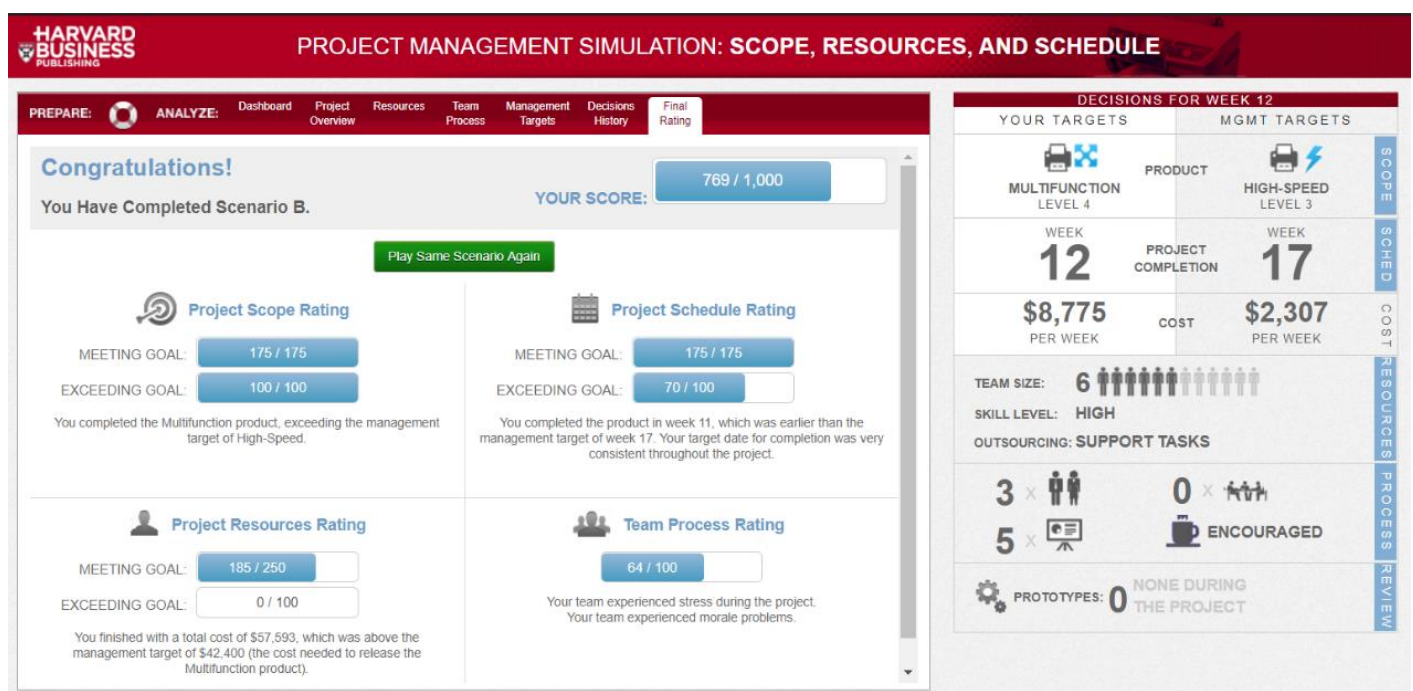 HARVARD
BUSINESS
PUBLISHING
PROJECT MANAGEMENT SIMULATION: SCOPE, RESOURCES, AND SCHEDULE
PREPARE:
ANALYZE:
Dashboard
Project
Overview
Resources
Team
Process
Management
Targets
Decisions
History
Final
Rating
Congratulations!
You Have Completed Scenario B.
YOUR SCORE:
769 / 1,000
Play Same Scenario Again
Project Scope Rating
MEETING GOAL: 175 / 175
EXCEEDING GOAL: 100 / 100
You completed the Multifunction product, exceeding the management
target of High-Speed.
Project Schedule Rating
MEETING GOAL: 175 / 175
EXCEEDING GOAL: 70 / 100
You completed the product in week 11, which was earlier than the
management target of week 17. Your target date for completion was very
consistent throughout the project.
Project Resources Rating
MEETING GOAL: 185 / 250
EXCEEDING GOAL: 0 / 100
You finished with a total cost of $57,593, which was above the
management target of $42,400 (the cost needed to release the
Multifunction product).
Team Process Rating
64 / 100
Your team experienced stress during the project.
Your team experienced morale problems.
DECISIONS FOR WEEK 12
YOUR TARGETS
MGMT TARGETS
MULTIFUNCTION
LEVEL 4
PRODUCT
HIGH-SPEED
LEVEL 3
SCOPE
WEEK
12
PROJECT
COMPLETION
WEEK
17
SCHED
$8,775
PER WEEK
COST
$2,307
PER WEEK
COST
TEAM SIZE: 6
SKILL LEVEL: HIGH
OUTSOURCING: SUPPORT TASKS
RESOURCES
3 x
0 x
5 x
ENCOURAGED
PROCESS
PROTOTYPES: 0 NONE DURING
THE PROJECT
REVIEW